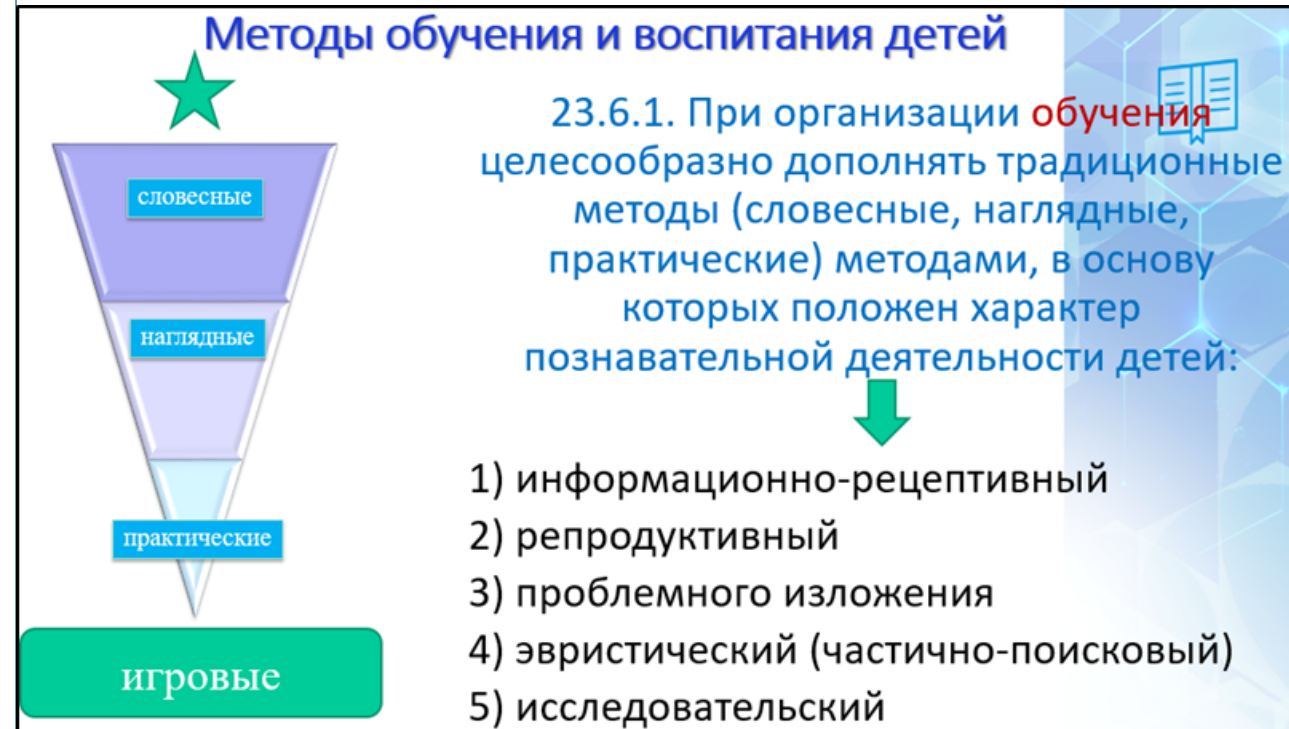 Методы обучения и воспитания детей
словесные
наглядные
практические
игровые
23.6.1. При организации обучения
целесообразно дополнять традиционные
методы (словесные, наглядные,
практические) методами, в основу
которых положен характер
познавательной деятельности детей:
1) информационно-рецептивный
2) репродуктивный
3) проблемного изложения
4) эвристический (частично-поисковый)
5) исследовательский